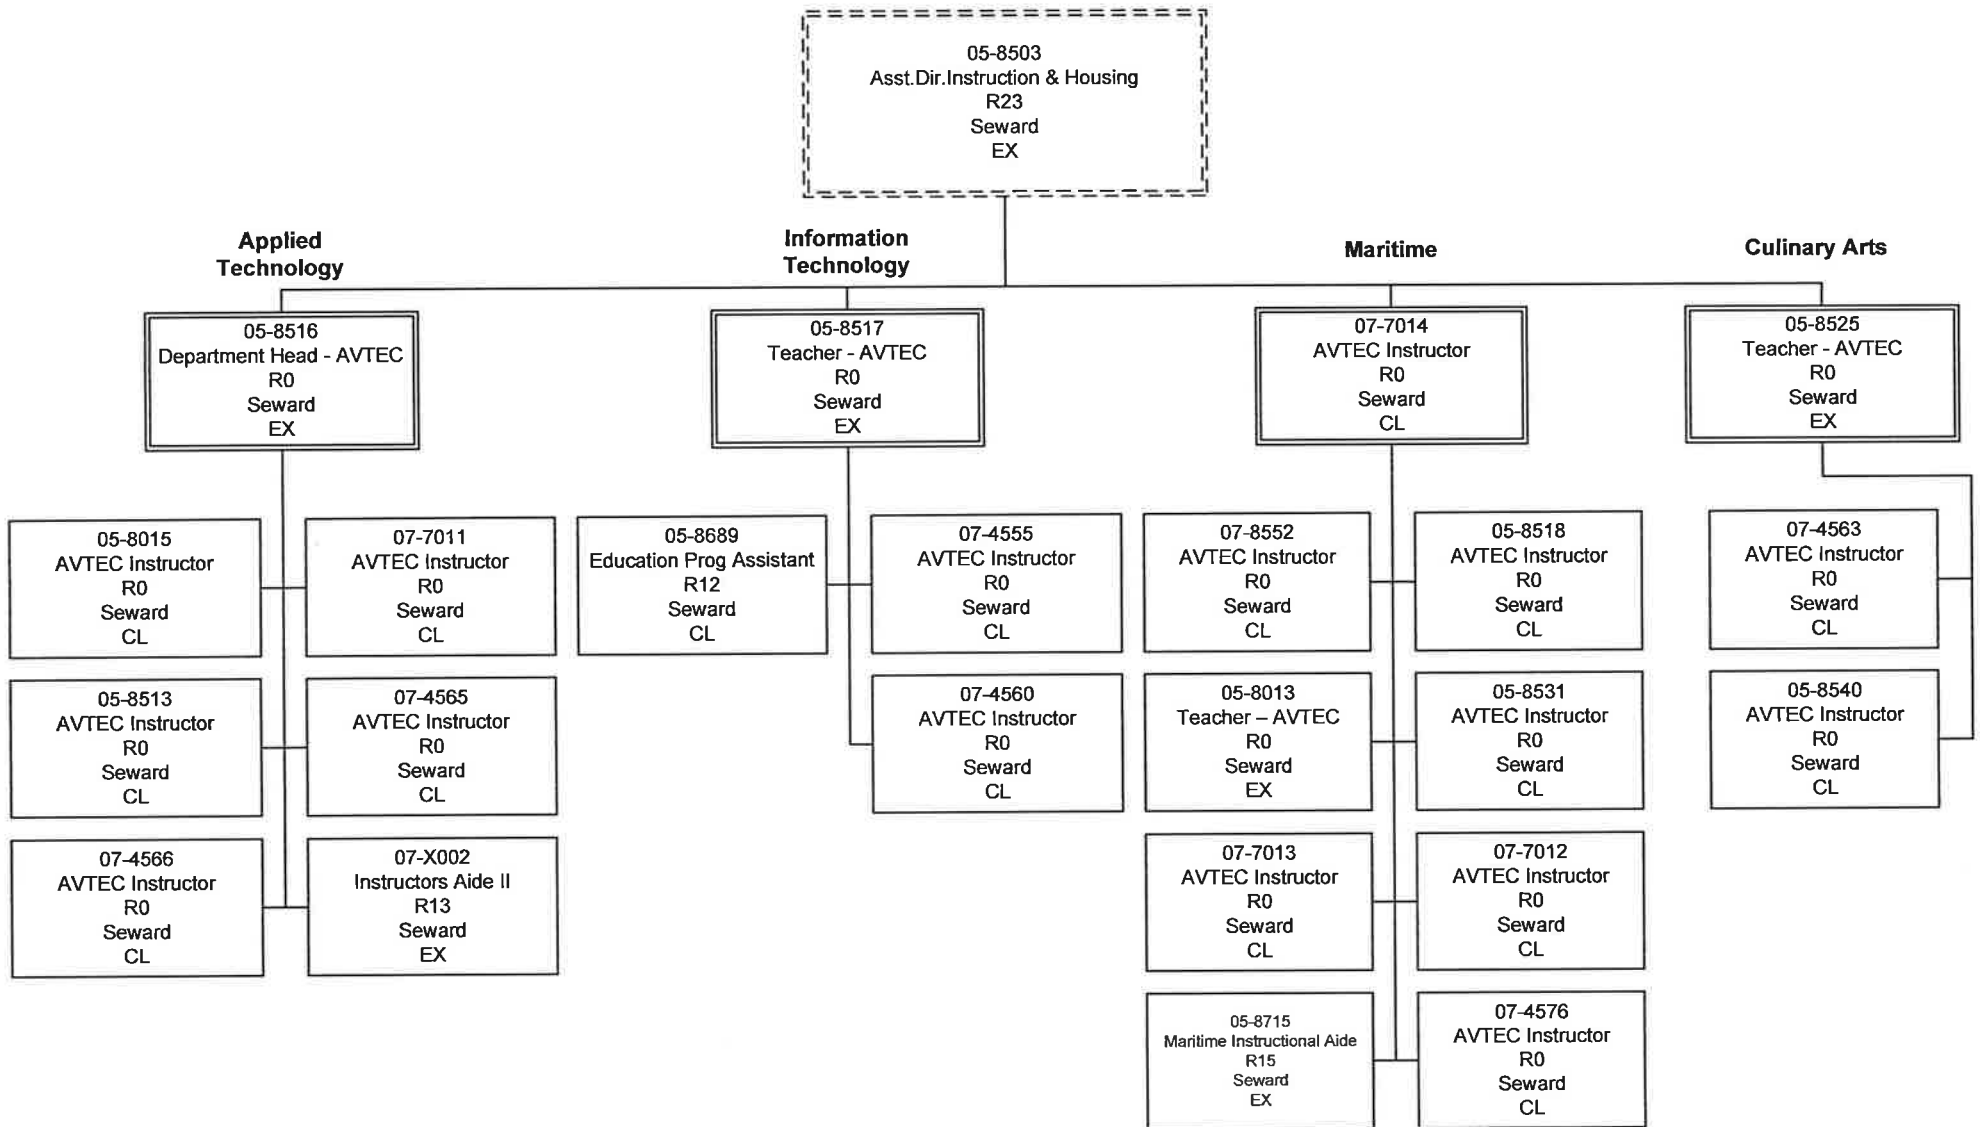 05-8503
Asst.Dir.Instruction & Housing
R23
Seward
EX
Applied
Technology
Information
Technology
Maritime
Culinary Arts
05-8516
Department Head - AVTEC
R0
Seward
EX
05-8517
Teacher - AVTEC
R0
Seward
EX
07-7014
AVTEC Instructor
R0
Seward
CL
05-8525
Teacher - AVTEC
R0
Seward
EX
05-8015
AVTEC Instructor
R0
Seward
CL
07-7011
AVTEC Instructor
R0
Seward
CL
05-8689
Education Prog Assistant
R12
Seward
CL
07-4555
AVTEC Instructor
R0
Seward
CL
07-8552
AVTEC Instructor
R0
Seward
CL
05-8518
AVTEC Instructor
R0
Seward
CL
07-4563
AVTEC Instructor
R0
Seward
CL
05-8513
AVTEC Instructor
R0
Seward
CL
07-4565
AVTEC Instructor
R0
Seward
CL
07-4560
AVTEC Instructor
R0
Seward
CL
05-8013
Teacher – AVTEC
R0
Seward
EX
05-8531
AVTEC Instructor
R0
Seward
CL
05-8540
AVTEC Instructor
R0
Seward
CL
07-4566
AVTEC Instructor
R0
Seward
CL
07-X002
Instructors Aide II
R13
Seward
EX
07-7013
AVTEC Instructor
R0
Seward
CL
07-7012
AVTEC Instructor
R0
Seward
CL
05-8715
Maritime Instructional Aide
R15
Seward
EX
07-4576
AVTEC Instructor
R0
Seward
CL